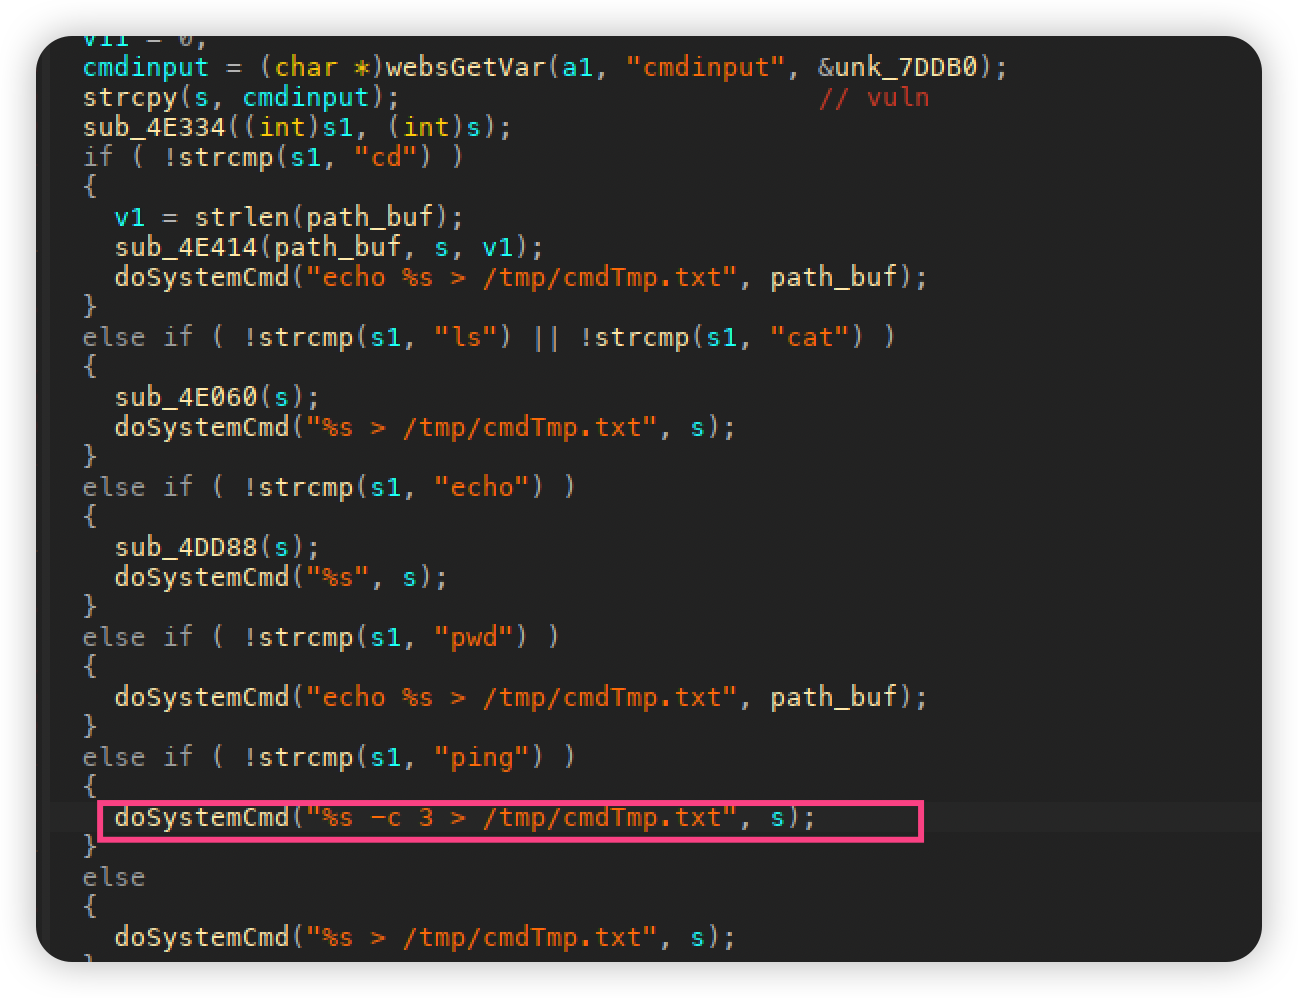 v11 = 0;
cmdinput = (char *)websGetVar(a1, "cmdinput", &unk_7DDB0);
strcpy(s, cmdinput); // vuln
sub_4E334((int)s1, (int)s);
if ( !strcmp(s1, "cd") )
{
v1 = strlen(path_buf);
sub_4E414(path_buf, s, v1);
doSystemCmd("echo %s > /tmp/cmdTmp.txt", path_buf);
}
else if ( !strcmp(s1, "ls") || !strcmp(s1, "cat") )
{
sub_4E060(s);
doSystemCmd("%s > /tmp/cmdTmp.txt", s);
}
else if ( !strcmp(s1, "echo") )
{
sub_4DD88(s);
doSystemCmd("%s", s);
}
else if ( !strcmp(s1, "pwd") )
{
doSystemCmd("echo %s > /tmp/cmdTmp.txt", path_buf);
}
else if ( !strcmp(s1, "ping") )
{
doSystemCmd("%s -c 3 > /tmp/cmdTmp.txt", s);
}
else
{
doSystemCmd("%s > /tmp/cmdTmp.txt", s);
}